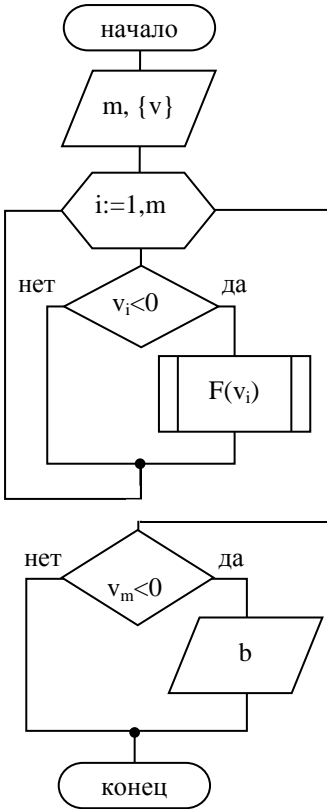 начало
m, {v}
i:=1,m
нет да
vᵢ<0
F(vᵢ)
нет да
vₘ<0
b
конец